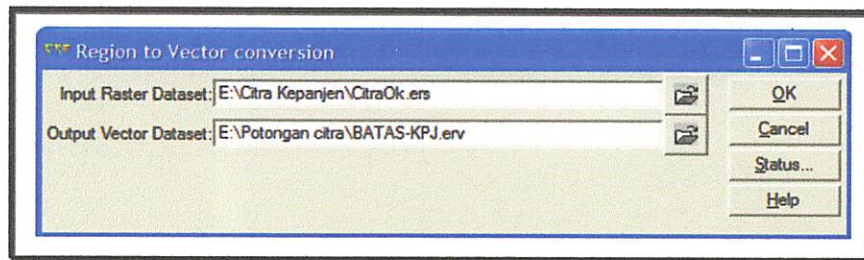 Region to Vector conversion
Input Raster Dataset: E:\Citra Kepanjen\CitraOk.ers
OK
Output Vector Dataset: E:\Potongan citra\BATAS-KPJ.erv
Cancel
Status...
Help